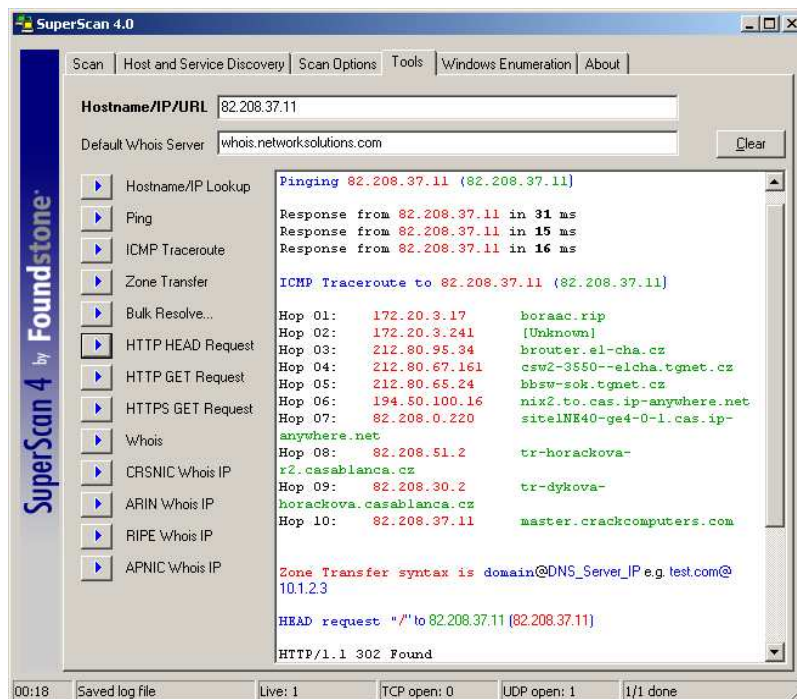 SuperScan 4.0
Scan
Host and Service Discovery
Scan Options
Tools
Windows Enumeration
About
Hostname/IP/URL
82.208.37.11
Default Whois Server
whois.networksolutions.com
Clear
SuperScan 4 by Foundstone
Hostname/IP Lookup
Ping
ICMP Traceroute
Zone Transfer
Bulk Resolve...
HTTP HEAD Request
HTTP GET Request
HTTPS GET Request
Whois
CRSNIC Whois IP
ARIN Whois IP
RIPE Whois IP
APNIC Whois IP
Pinging 82.208.37.11 (82.208.37.11)
Response from 82.208.37.11 in 31 ms
Response from 82.208.37.11 in 15 ms
Response from 82.208.37.11 in 16 ms
ICMP Traceroute to 82.208.37.11 (82.208.37.11)
Hop 01: 172.20.3.17 boraac.rip
Hop 02: 172.20.3.241 [Unknown]
Hop 03: 212.80.95.34 brouter.el-cha.cz
Hop 04: 212.80.67.161 csw2-3550--elcha.tgnet.cz
Hop 05: 212.80.65.24 bbsw-sok.tgnet.cz
Hop 06: 194.50.100.16 nix2.to.cas.ip-anywhere.net
Hop 07: 82.208.0.220 site1NE40-ge4-0-1.cas.ip-
anywhere.net
Hop 08: 82.208.51.2 tr-horackova-
r2.casablanca.cz
Hop 09: 82.208.30.2 tr-dykova-
horackova.casablanca.cz
Hop 10: 82.208.37.11 master.crackcomputers.com
Zone Transfer syntax is domain@DNS_Server_IP e.g. test.com@
10.1.2.3
HEAD request "/" to 82.208.37.11 (82.208.37.11)
HTTP/1.1 302 Found
00:18
Saved log file
Live: 1
TCP open: 0
UDP open: 1
1/1 done